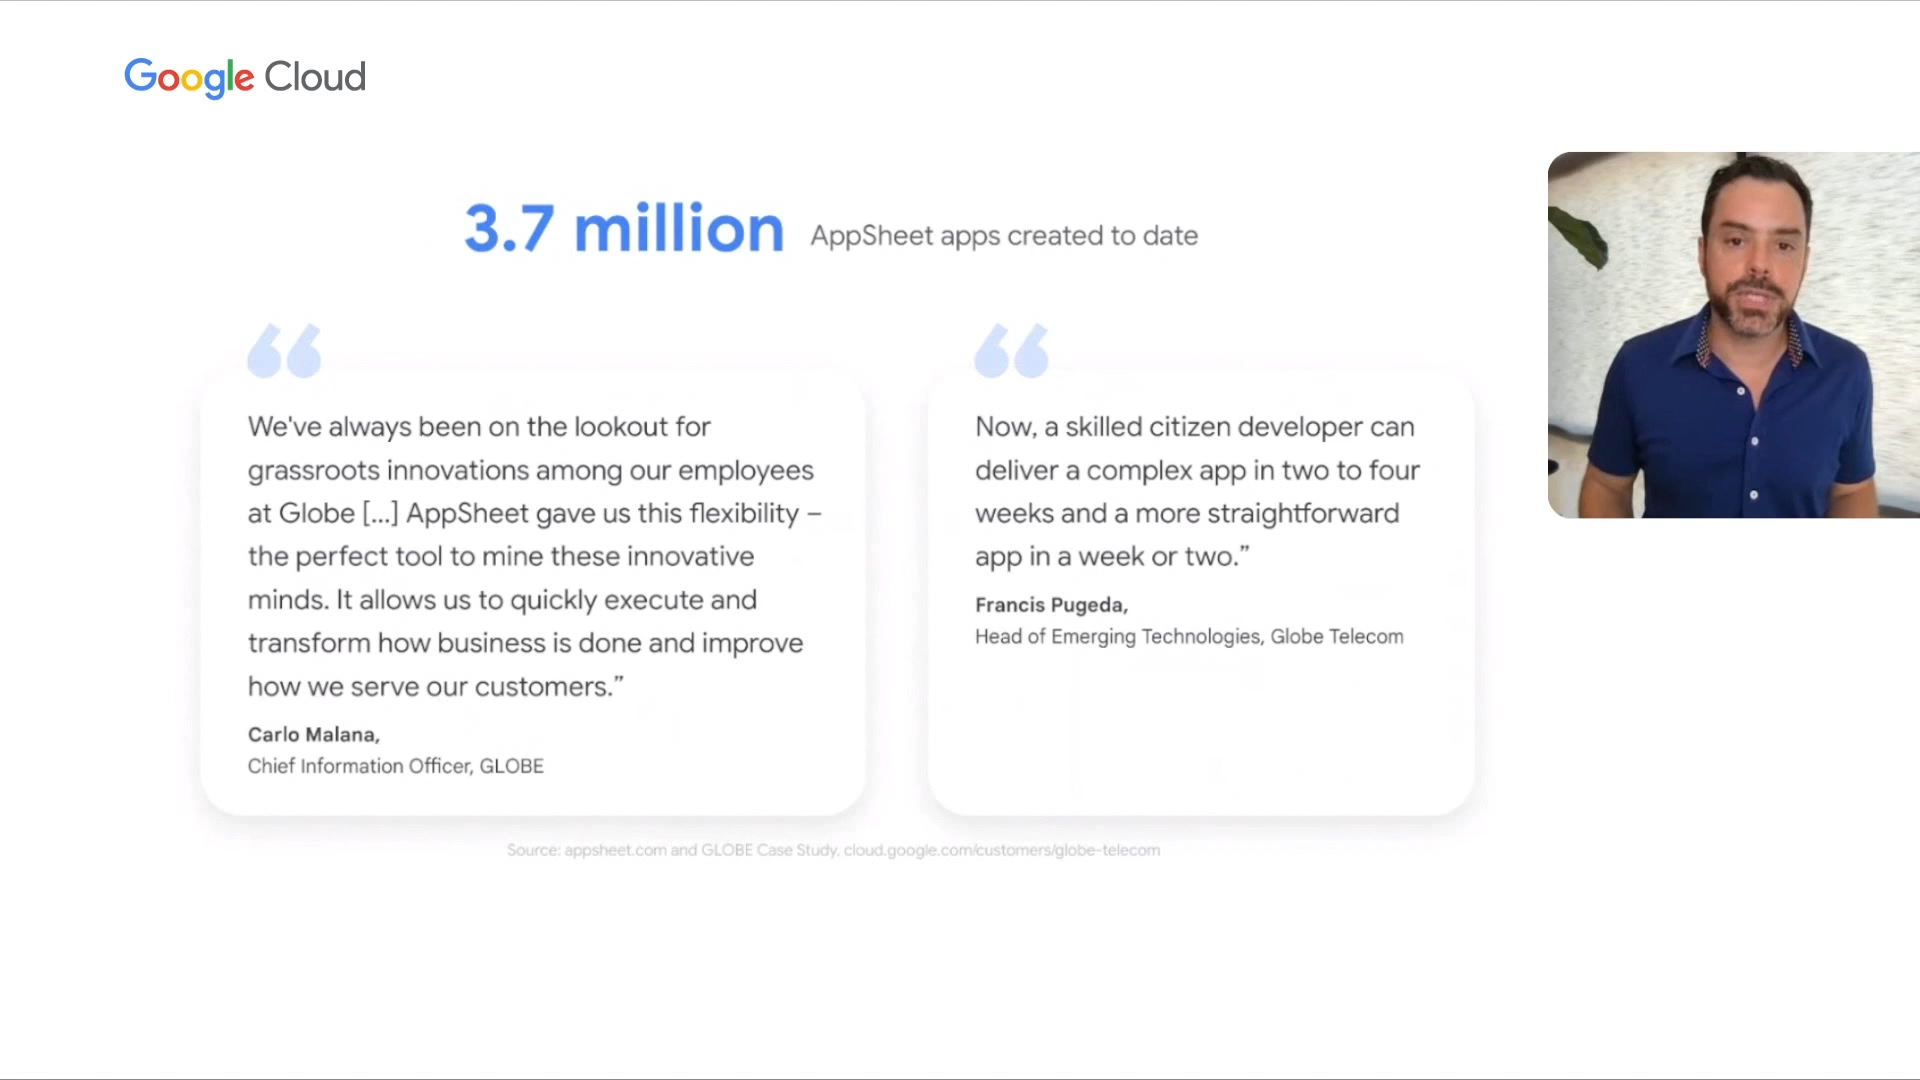 Google Cloud
3.7 million AppSheet apps created to date
We've always been on the lookout for
grassroots innovations among our employees
at Globe [...] AppSheet gave us this flexibility –
the perfect tool to mine these innovative
minds. It allows us to quickly execute and
transform how business is done and improve
how we serve our customers.”
Carlo Malana,
Chief Information Officer, GLOBE
Now, a skilled citizen developer can
deliver a complex app in two to four
weeks and a more straightforward
app in a week or two.”
Francis Pugeda,
Head of Emerging Technologies, Globe Telecom
Source: appsheet.com and GLOBE Case Study, cloud.google.com/customers/globe-telecom